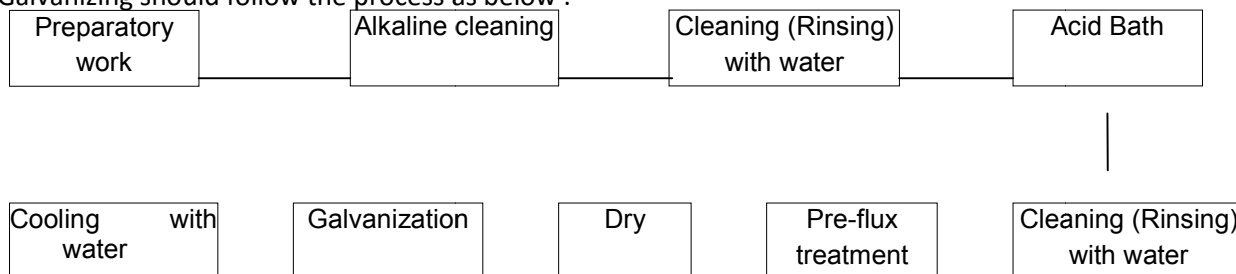 Galvanizing should follow the process as below :
Preparatory
work
Alkaline cleaning
Cleaning (Rinsing)
with water
Acid Bath
Cooling with
water
Galvanization
Dry
Pre-flux
treatment
Cleaning (Rinsing)
with water